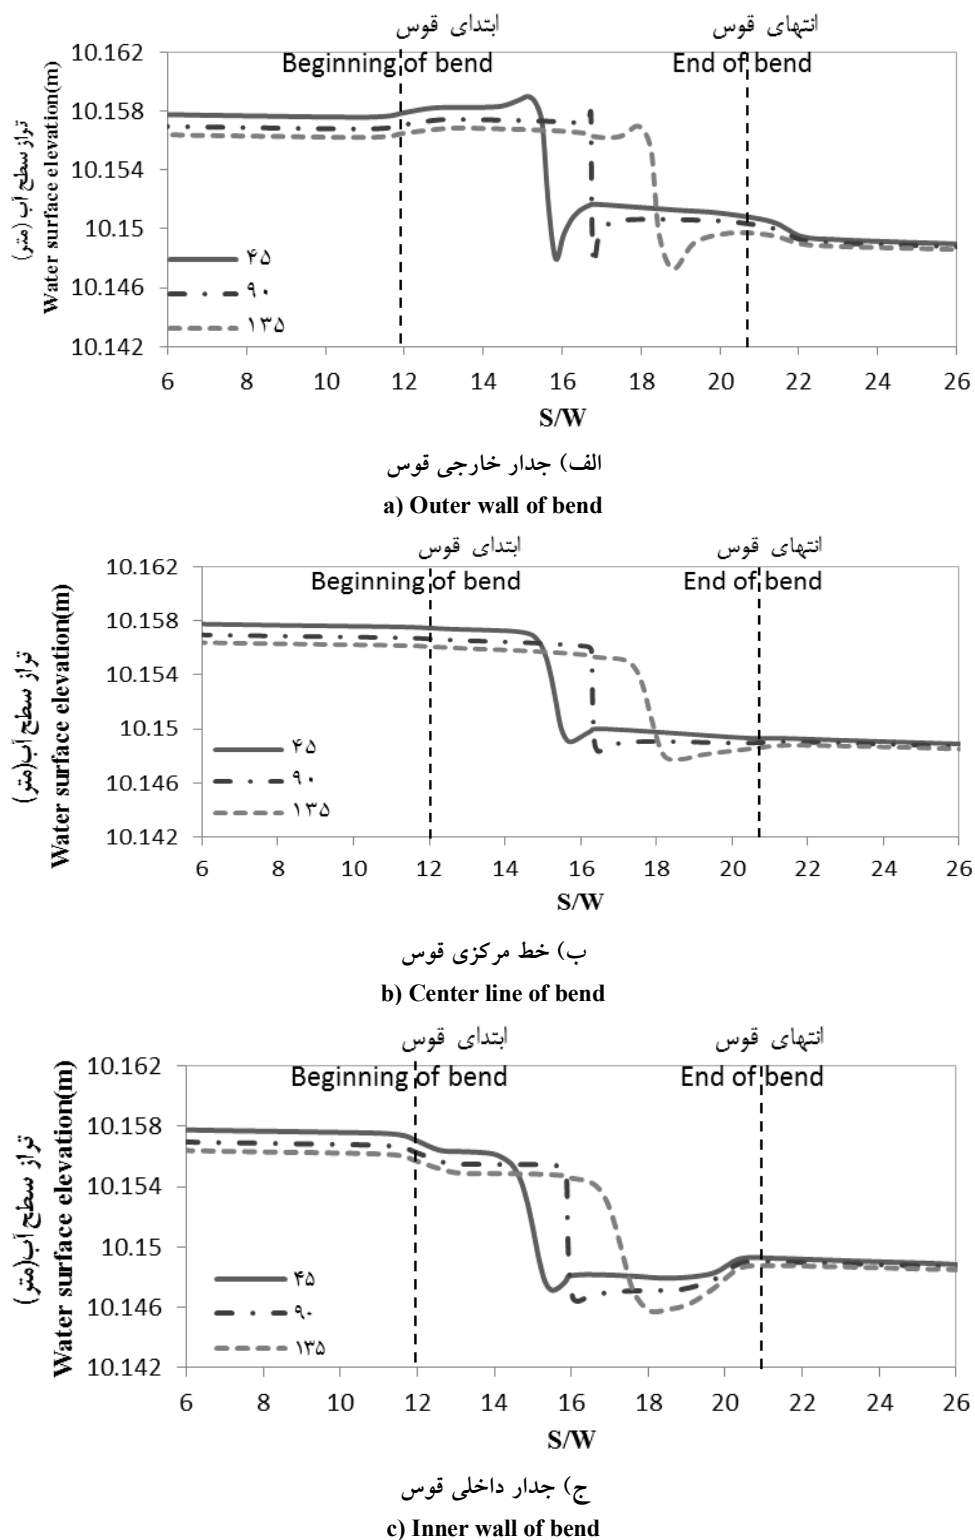 ابتدای قوس
انتهای قوس
Beginning of bend
End of bend
10.162
10.158
10.154
10.15
10.146
10.142
تراز سطح آب (متر)
Water surface elevation(m)
۴۵
۹۰
۱۳۵
6 8 10 12 14 16 18 20 22 24 26
S/W
الف) جدار خارجی قوس
a) Outer wall of bend
ابتدای قوس
انتهای قوس
Beginning of bend
End of bend
10.162
10.158
10.154
10.15
10.146
10.142
تراز سطح آب(متر)
Water surface elevation(m)
۴۵
۹۰
۱۳۵
6 8 10 12 14 16 18 20 22 24 26
S/W
ب) خط مرکزی قوس
b) Center line of bend
ابتدای قوس
انتهای قوس
Beginning of bend
End of bend
10.162
10.158
10.154
10.15
10.146
10.142
تراز سطح آب(متر)
Water surface elevation(m)
۴۵
۹۰
۱۳۵
6 8 10 12 14 16 18 20 22 24 26
S/W
ج) جدار داخلی قوس
c) Inner wall of bend